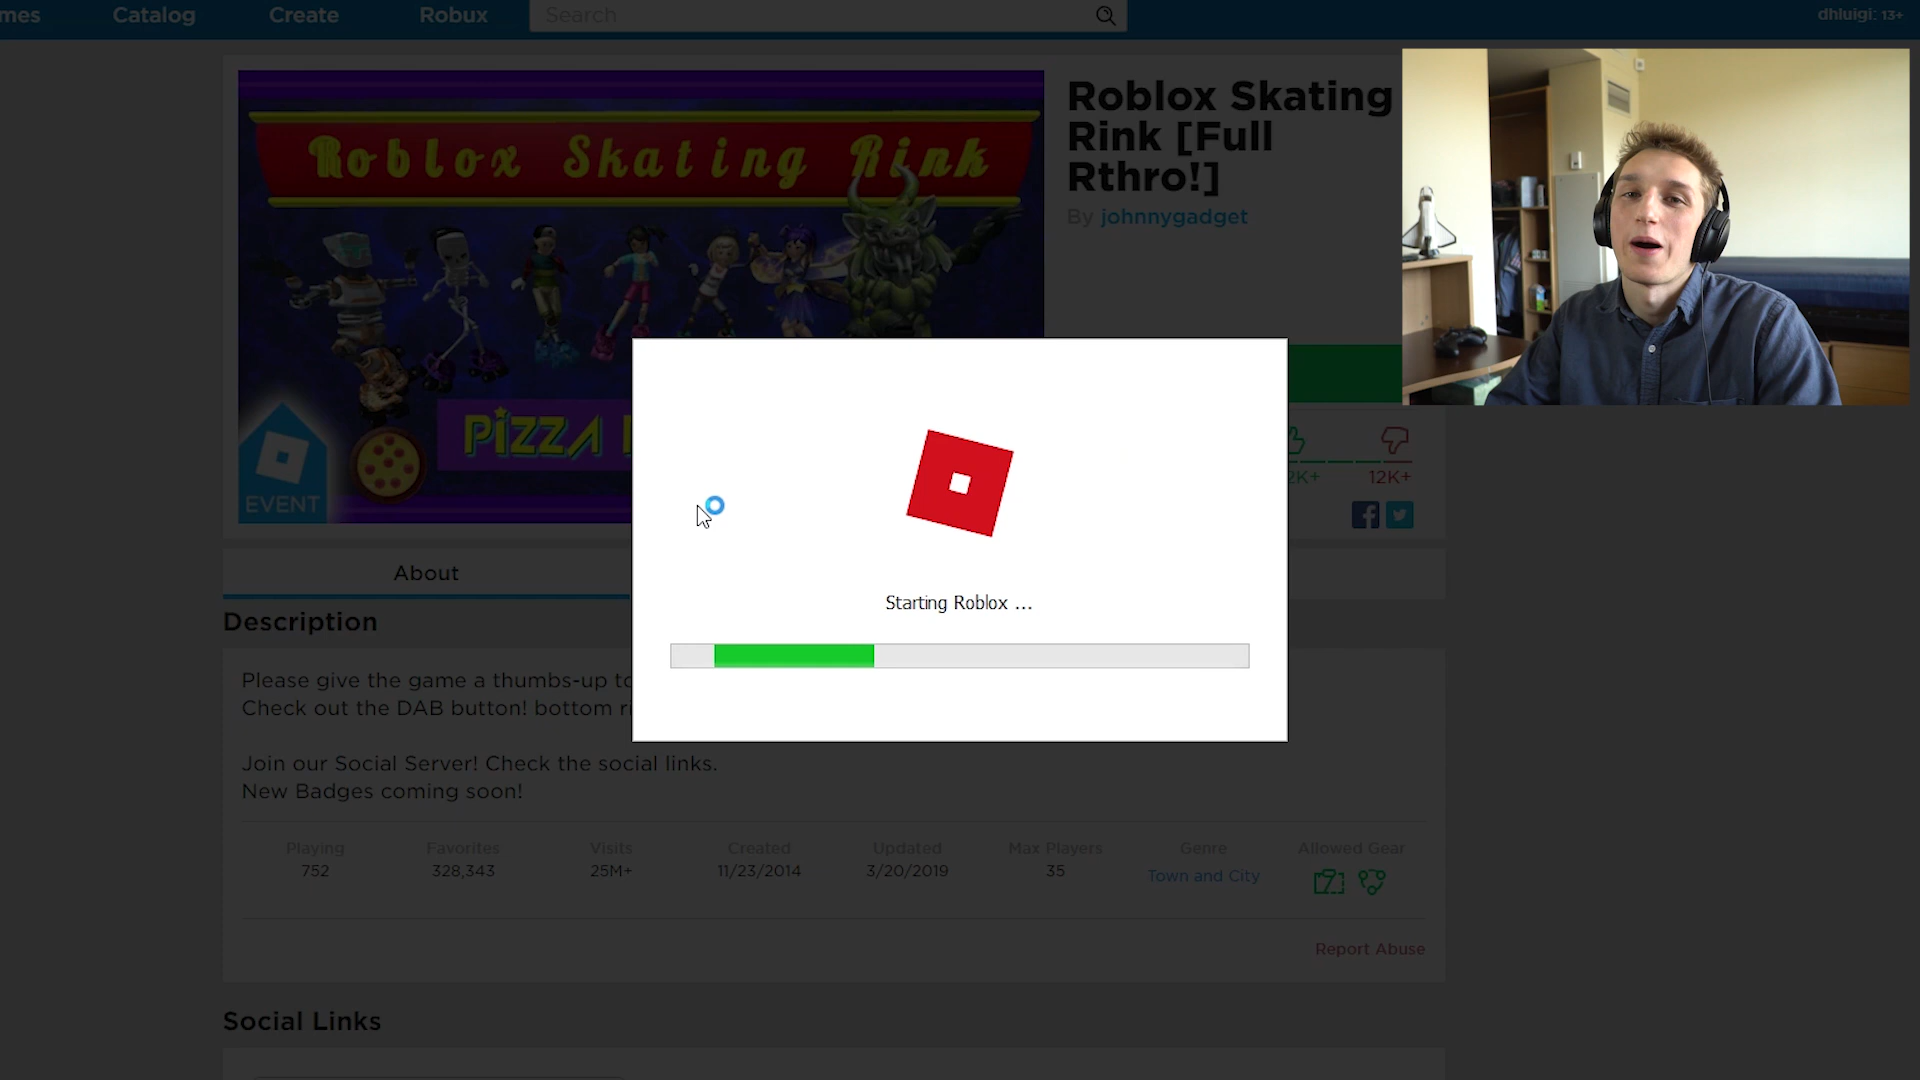 mes Catalog Create Robux Search dhluigi: 13+
Roblox Skating Rink
EVENT
Roblox Skating
Rink [Full
Rthro!]
By johnnygadget
12K+
Starting Roblox ...
About
Description
Please give the game a thumbs-up to
Check out the DAB button! bottom
Join our Social Server! Check the social links.
New Badges coming soon!
Playing Favorites Visits Created Updated Max Players Genre Allowed Gear
752 328,343 25M+ 11/23/2014 3/20/2019 35 Town and City
Report Abuse
Social Links